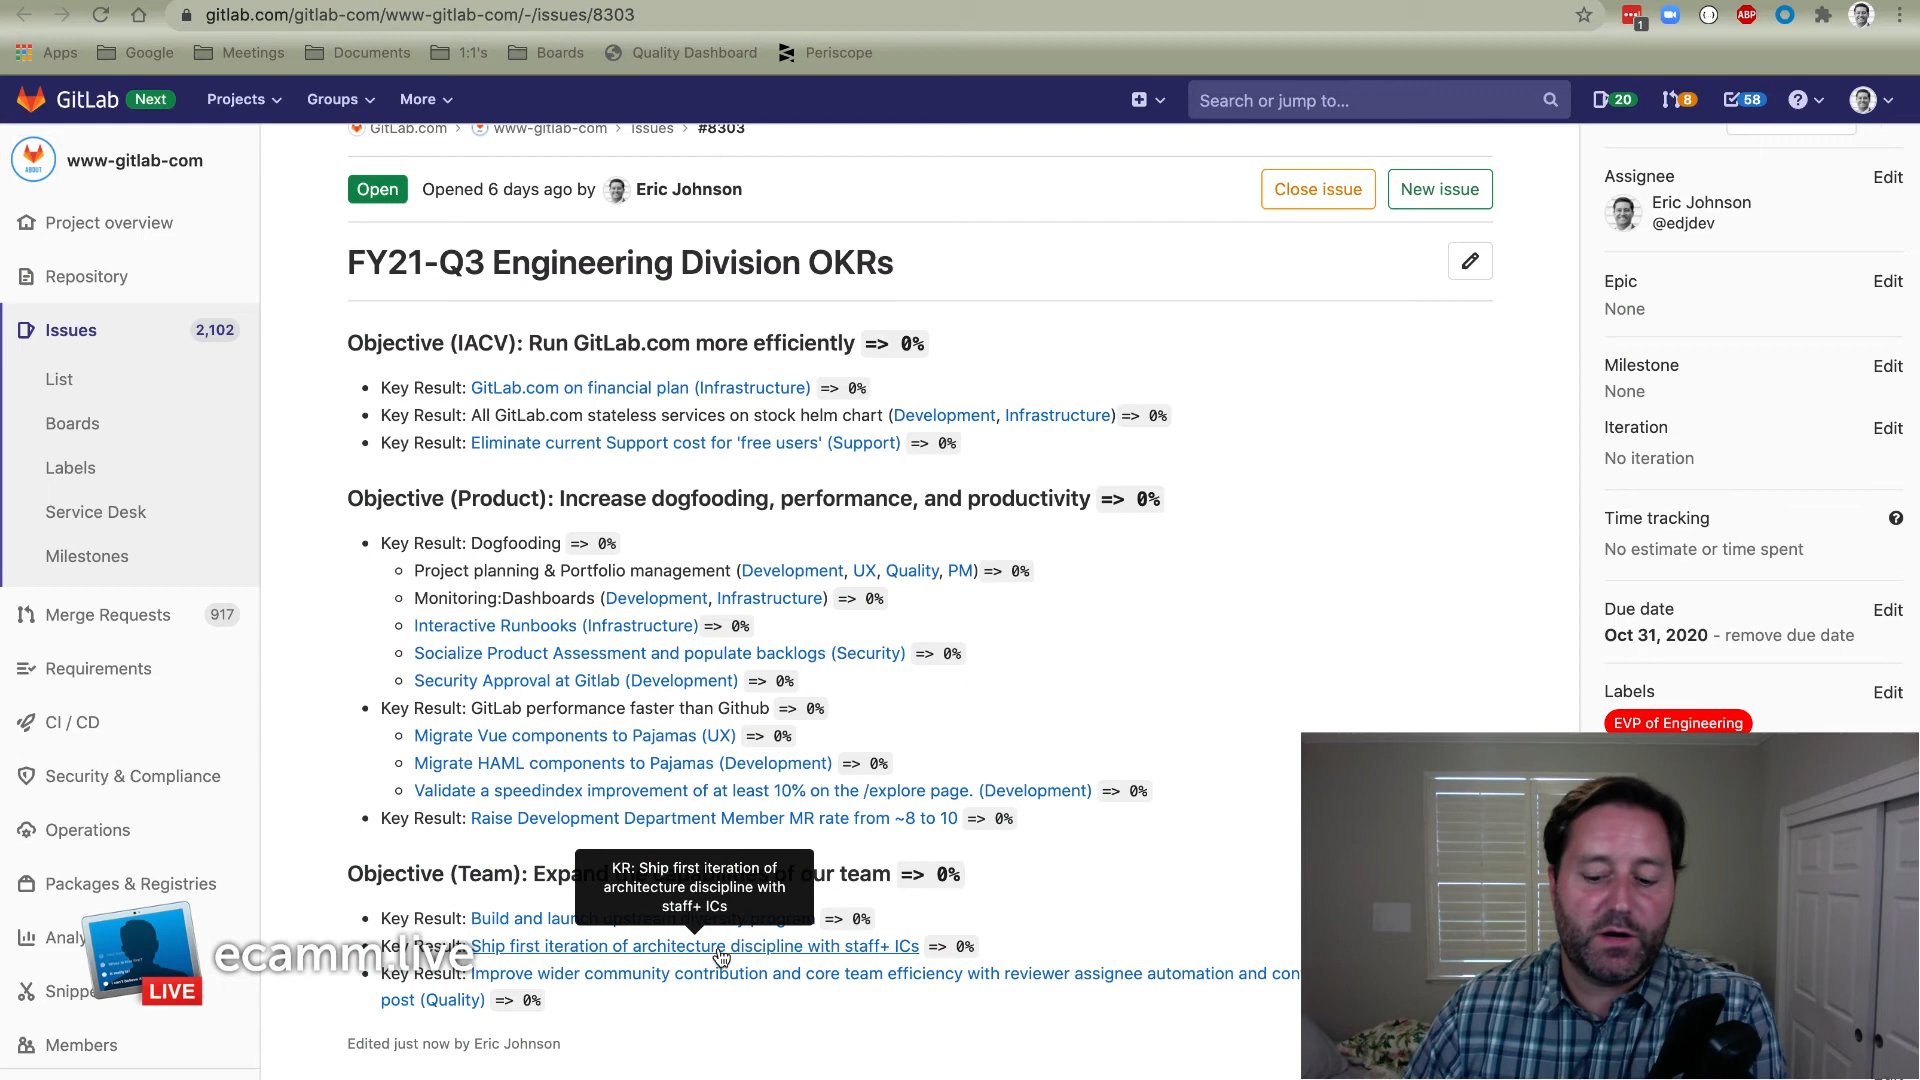 gitlab.com/gitlab-com/www-gitlab-com/-/issues/8303
ABP
1
Apps Google Meetings Documents 1:1's Boards Quality Dashboard Periscope
GitLab Next Projects Groups More Search or jump to... 20 8 58
GitLab.com > www-gitlab-com > Issues > #8303
ABOUT
www-gitlab-com
Project overview
Repository
Issues 2,102
List
Boards
Labels
Service Desk
Milestones
Merge Requests 917
Requirements
CI / CD
Security & Compliance
Operations
Packages & Registries
Analy
Snippe
Members
LIVE
ecamm.live
Open Opened 6 days ago by Eric Johnson Close issue New issue
FY21-Q3 Engineering Division OKRs
Objective (IACV): Run GitLab.com more efficiently => 0%
• Key Result: GitLab.com on financial plan (Infrastructure) => 0%
• Key Result: All GitLab.com stateless services on stock helm chart (Development, Infrastructure) => 0%
• Key Result: Eliminate current Support cost for 'free users' (Support) => 0%
Objective (Product): Increase dogfooding, performance, and productivity => 0%
• Key Result: Dogfooding => 0%
Project planning & Portfolio management (Development, UX, Quality, PM) => 0%
Monitoring:Dashboards (Development, Infrastructure) => 0%
Interactive Runbooks (Infrastructure) => 0%
Socialize Product Assessment and populate backlogs (Security) => 0%
Security Approval at Gitlab (Development) => 0%
• Key Result: GitLab performance faster than Github => 0%
Migrate Vue components to Pajamas (UX) => 0%
Migrate HAML components to Pajamas (Development) => 0%
Validate a speedindex improvement of at least 10% on the /explore page. (Development) => 0%
• Key Result: Raise Development Department Member MR rate from ~8 to 10 => 0%
Objective (Team): Expand the capabilities of our team => 0%
KR: Ship first iteration of
architecture discipline with
staff+ ICs
• Key Result: Build and launch upstream diversity program => 0%
• Key Result: Ship first iteration of architecture discipline with staff+ ICs => 0%
• Key Result: Improve wider community contribution and core team efficiency with reviewer assignee automation and con
post (Quality) => 0%
Edited just now by Eric Johnson
Assignee Edit
Eric Johnson
@edjdev
Epic Edit
None
Milestone Edit
None
Iteration Edit
No iteration
Time tracking
No estimate or time spent
Due date Edit
Oct 31, 2020 - remove due date
Labels Edit
EVP of Engineering